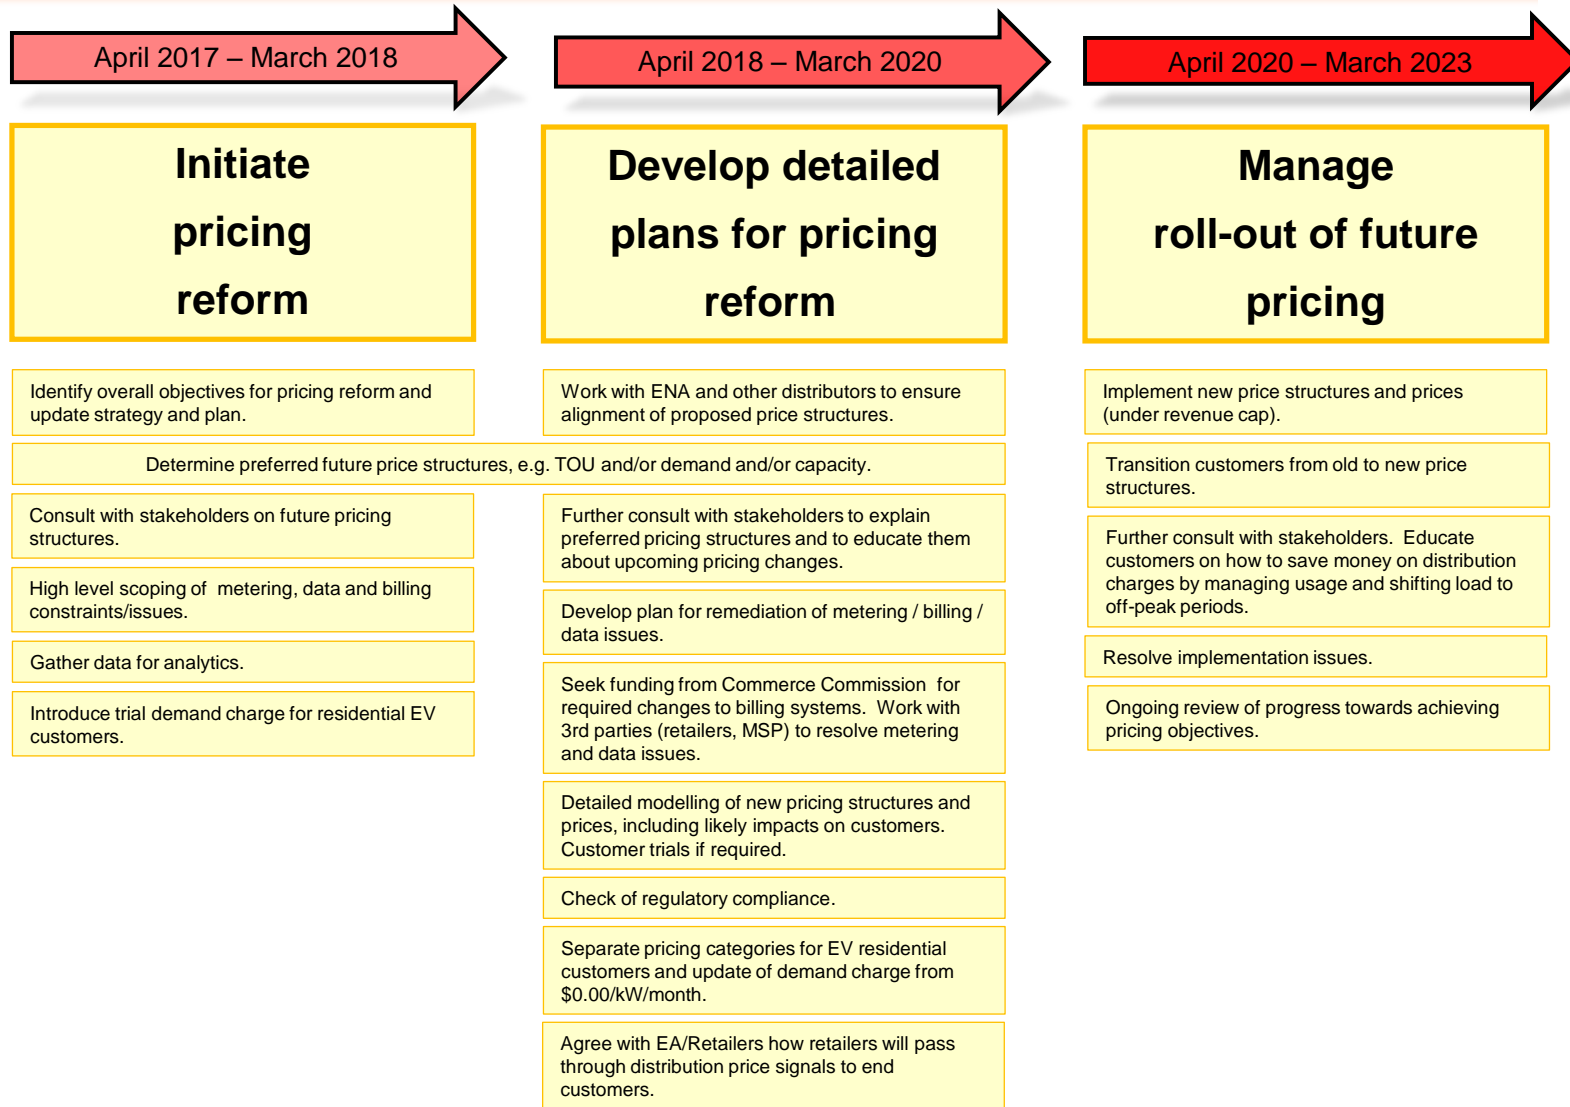 April 2017 – March 2018
April 2018 – March 2020
April 2020 – March 2023
Initiate
pricing
reform
Develop detailed
plans for pricing
reform
Manage
roll-out of future
pricing
Identify overall objectives for pricing reform and
update strategy and plan.
Work with ENA and other distributors to ensure
alignment of proposed price structures.
Implement new price structures and prices
(under revenue cap).
Determine preferred future price structures, e.g. TOU and/or demand and/or capacity.
Transition customers from old to new price
structures.
Consult with stakeholders on future pricing
structures.
High level scoping of metering, data and billing
constraints/issues.
Gather data for analytics.
Introduce trial demand charge for residential EV
customers.
Further consult with stakeholders to explain
preferred pricing structures and to educate them
about upcoming pricing changes.
Develop plan for remediation of metering / billing /
data issues.
Seek funding from Commerce Commission for
required changes to billing systems. Work with
3rd parties (retailers, MSP) to resolve metering
and data issues.
Detailed modelling of new pricing structures and
prices, including likely impacts on customers.
Customer trials if required.
Check of regulatory compliance.
Separate pricing categories for EV residential
customers and update of demand charge from
$0.00/kW/month.
Agree with EA/Retailers how retailers will pass
through distribution price signals to end
customers.
Further consult with stakeholders. Educate
customers on how to save money on distribution
charges by managing usage and shifting load to
off-peak periods.
Resolve implementation issues.
Ongoing review of progress towards achieving
pricing objectives.